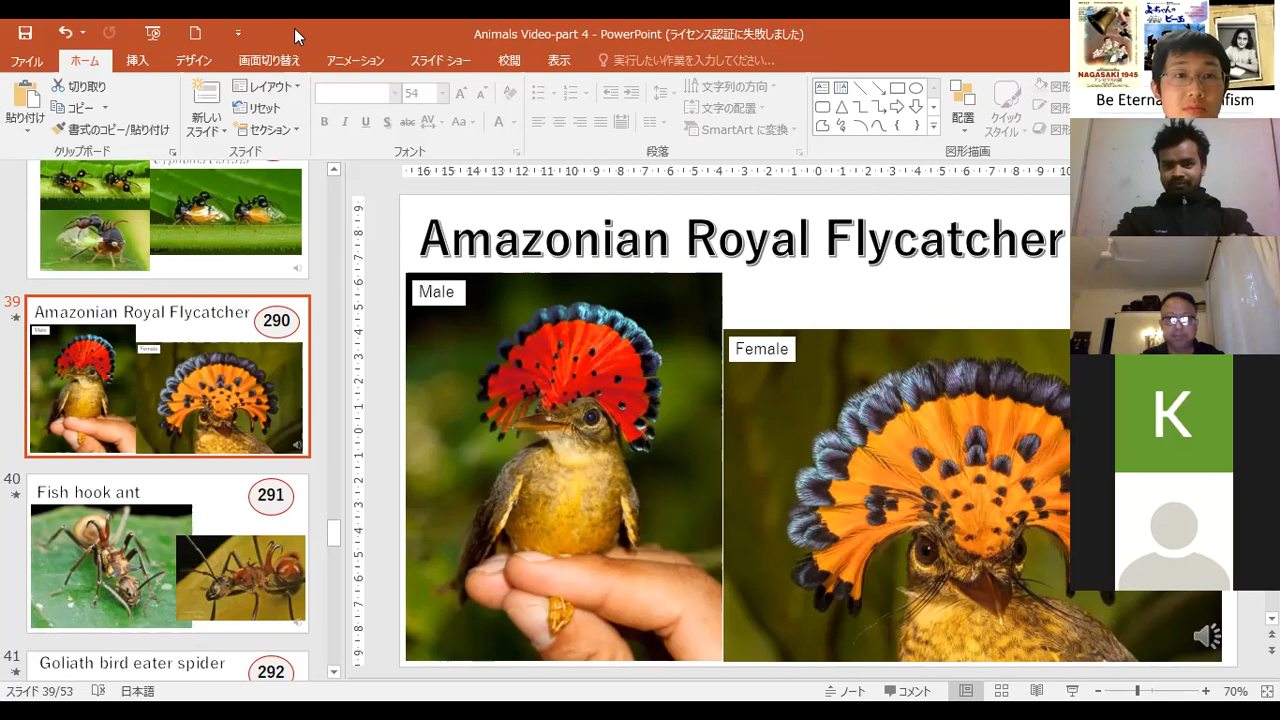 Animals Video-part 4 - PowerPoint (ライセンス認証に失敗しました)
ファイル ホーム 挿入 デザイン 画面切り替え アニメーション スライド ショー 校閲 表示 実行したい作業を入力してください...
貼り付け
切り取り
コピー
書式のコピー/貼り付け
クリップボード
新しい
スライド
レイアウト
リセット
セクション
スライド
54
B I U S abc AV Aa A
フォント
文字列の方向
文字の配置
SmartArt に変換
段落
配置
クイック
スタイル
図形描画
39
Amazonian Royal Flycatcher
290
Male
Female
40
Fish hook ant
291
41
Goliath bird eater spider
292
Amazonian Royal Flycatcher
Male
Female
NAGASAKI 1945
Be Eterna
K
スライド 39/53 日本語 ノート コメント 70%